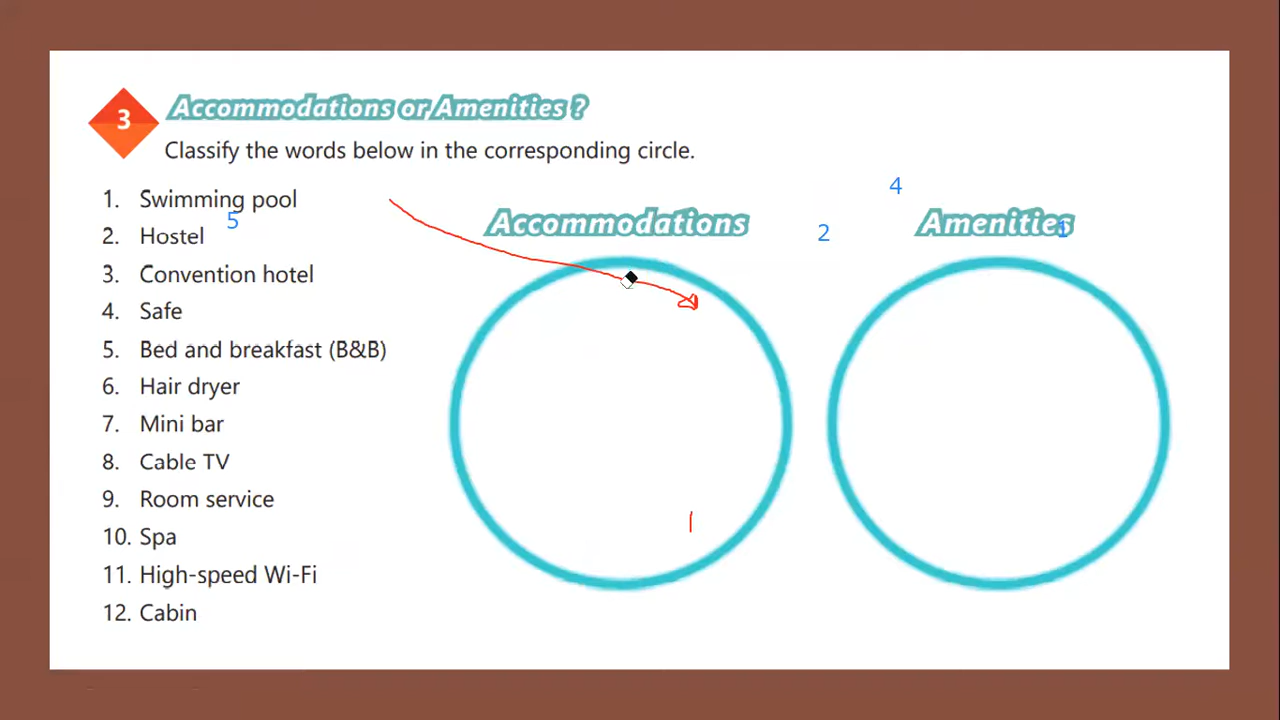 3
Accommodations or Amenities ?
Classify the words below in the corresponding circle.
1. Swimming pool
2. Hostel
3. Convention hotel
4. Safe
5. Bed and breakfast (B&B)
6. Hair dryer
7. Mini bar
8. Cable TV
9. Room service
10. Spa
11. High-speed Wi-Fi
12. Cabin
5
Accommodations
2
4
Amenities
1
1